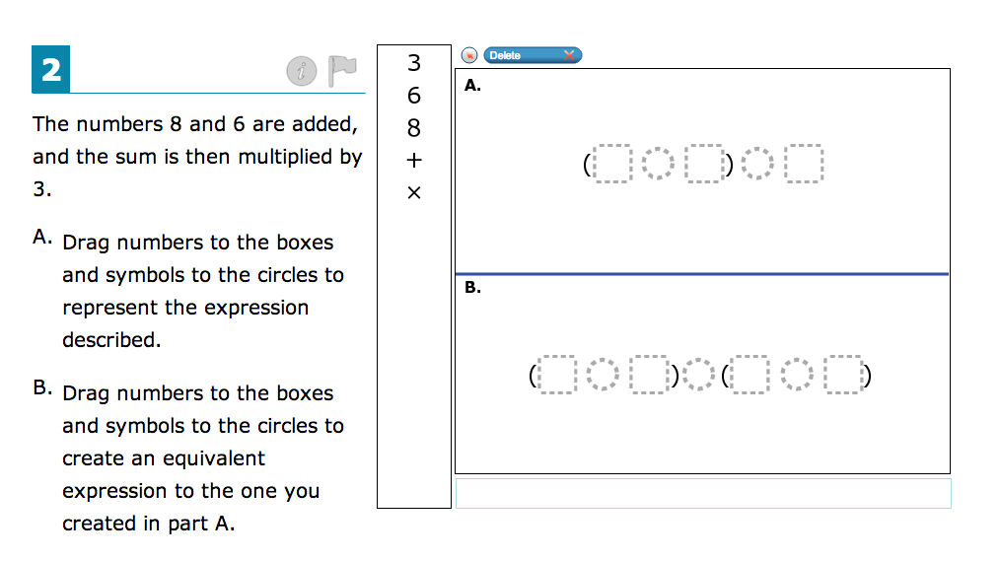 2
i
The numbers 8 and 6 are added,
and the sum is then multiplied by
3.
A. Drag numbers to the boxes
and symbols to the circles to
represent the expression
described.
B. Drag numbers to the boxes
and symbols to the circles to
create an equivalent
expression to the one you
created in part A.
3
6
8
+
×
Delete
A.
( ) 
B.
( ) ( )